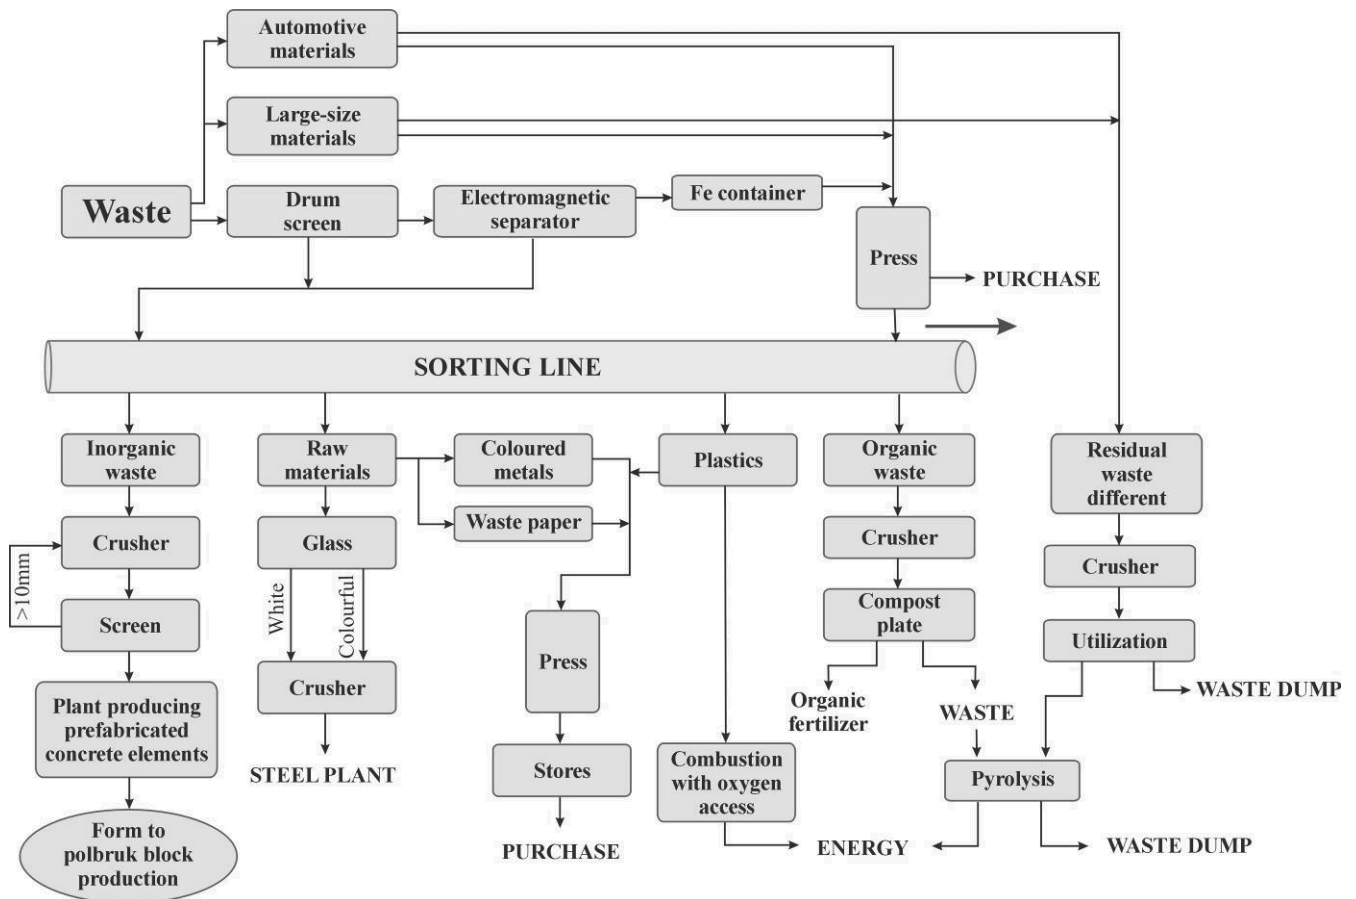 Automotive
materials
Large-size
materials
Waste
Drum
screen
Electromagnetic
separator
Fe container
Press
PURCHASE
SORTING LINE
Inorganic
waste
Raw
materials
Coloured
metals
Plastics
Organic
waste
Residual
waste
different
Waste paper
Crusher
Glass
Crusher
Crusher
>10mm
White
Colourful
Screen
Compost
plate
Utilization
Press
Crusher
Plant producing
prefabricated
concrete elements
Organic
fertilizer
WASTE
WASTE DUMP
STEEL PLANT
Stores
Combustion
with oxygen
access
Pyrolysis
Form to
polbruk block
production
PURCHASE
ENERGY
WASTE DUMP